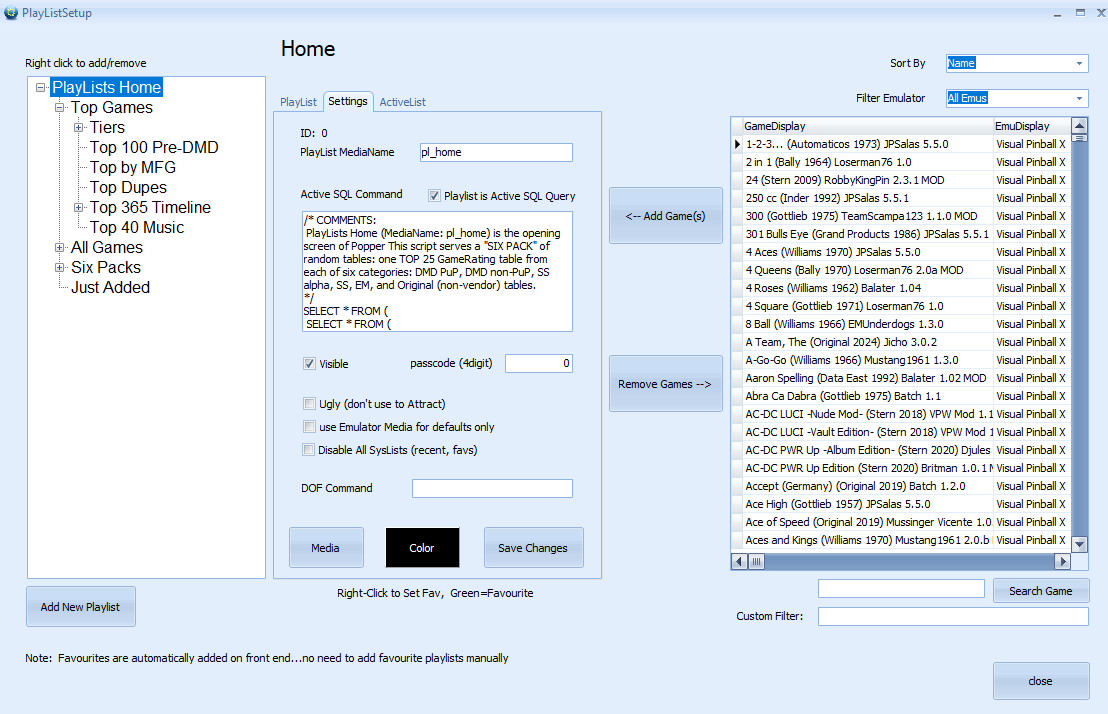 PlayListSetup
Home
Right click to add/remove
Sort By
Name
Filter Emulator
All Emus
PlayLists Home
Top Games
Tiers
Top 100 Pre-DMD
Top by MFG
Top Dupes
Top 365 Timeline
Top 40 Music
All Games
Six Packs
Just Added
PlayList
Settings
ActiveList
ID: 0
PlayList MediaName
pl_home
Active SQL Command
Playlist is Active SQL Query
/* COMMENTS:
PlayLists Home (MediaName: pl_home) is the opening
screen of Popper This script serves a "SIX PACK" of
random tables: one TOP 25 GameRating table from
each of six categories: DMD PuP, DMD non-PuP, SS
alpha, SS, EM, and Original (non-vendor) tables.
*/
SELECT * FROM (
SELECT * FROM (
Visible
passcode (4digit)
0
Ugly (don't use to Attract)
use Emulator Media for defaults only
Disable All SysLists (recent, favs)
DOF Command
Media
Color
Save Changes
Right-Click to Set Fav, Green=Favourite
<-- Add Game(s)
Remove Games -->
GameDisplay EmuDisplay
1-2-3... (Automaticos 1973) JPSalas 5.5.0 Visual Pinball X
2 in 1 (Bally 1964) Loserman76 1.0 Visual Pinball X
24 (Stern 2009) RobbyKingPin 2.3.1 MOD Visual Pinball X
250 cc (Inder 1992) JPSalas 5.5.1 Visual Pinball X
300 (Gottlieb 1975) TeamScampa123 1.1.0 MOD Visual Pinball X
301 Bulls Eye (Grand Products 1986) JPSalas 5.5.1 Visual Pinball X
4 Aces (Williams 1970) JPSalas 5.5.0 Visual Pinball X
4 Queens (Bally 1970) Loserman76 2.0a MOD Visual Pinball X
4 Roses (Williams 1962) Balater 1.04 Visual Pinball X
4 Square (Gottlieb 1971) Loserman76 1.0 Visual Pinball X
8 Ball (Williams 1966) EMUnderdogs 1.3.0 Visual Pinball X
A Team, The (Original 2024) Jicho 3.0.2 Visual Pinball X
A-Go-Go (Williams 1966) Mustang1961 1.3.0 Visual Pinball X
Aaron Spelling (Data East 1992) Balater 1.02 MOD Visual Pinball X
Abra Ca Dabra (Gottlieb 1975) Batch 1.1 Visual Pinball X
AC-DC LUCI -Nude Mod- (Stern 2018) VPW Mod 1.1 Visual Pinball X
AC-DC LUCI -Vault Edition- (Stern 2018) VPW Mod 1 Visual Pinball X
AC-DC PWR Up -Album Edition- (Stern 2020) Djules Visual Pinball X
AC-DC PWR Up Edition (Stern 2020) Britman 1.0.1 M Visual Pinball X
Accept (Germany) (Original 2019) Batch 1.2.0 Visual Pinball X
Ace High (Gottlieb 1957) JPSalas 5.5.0 Visual Pinball X
Ace of Speed (Original 2019) Mussinger Vicente 1.0 Visual Pinball X
Aces and Kings (Williams 1970) Mustang1961 2.0.b Visual Pinball X
Search Game
Custom Filter:
Add New Playlist
Note: Favourites are automatically added on front end...no need to add favourite playlists manually
close